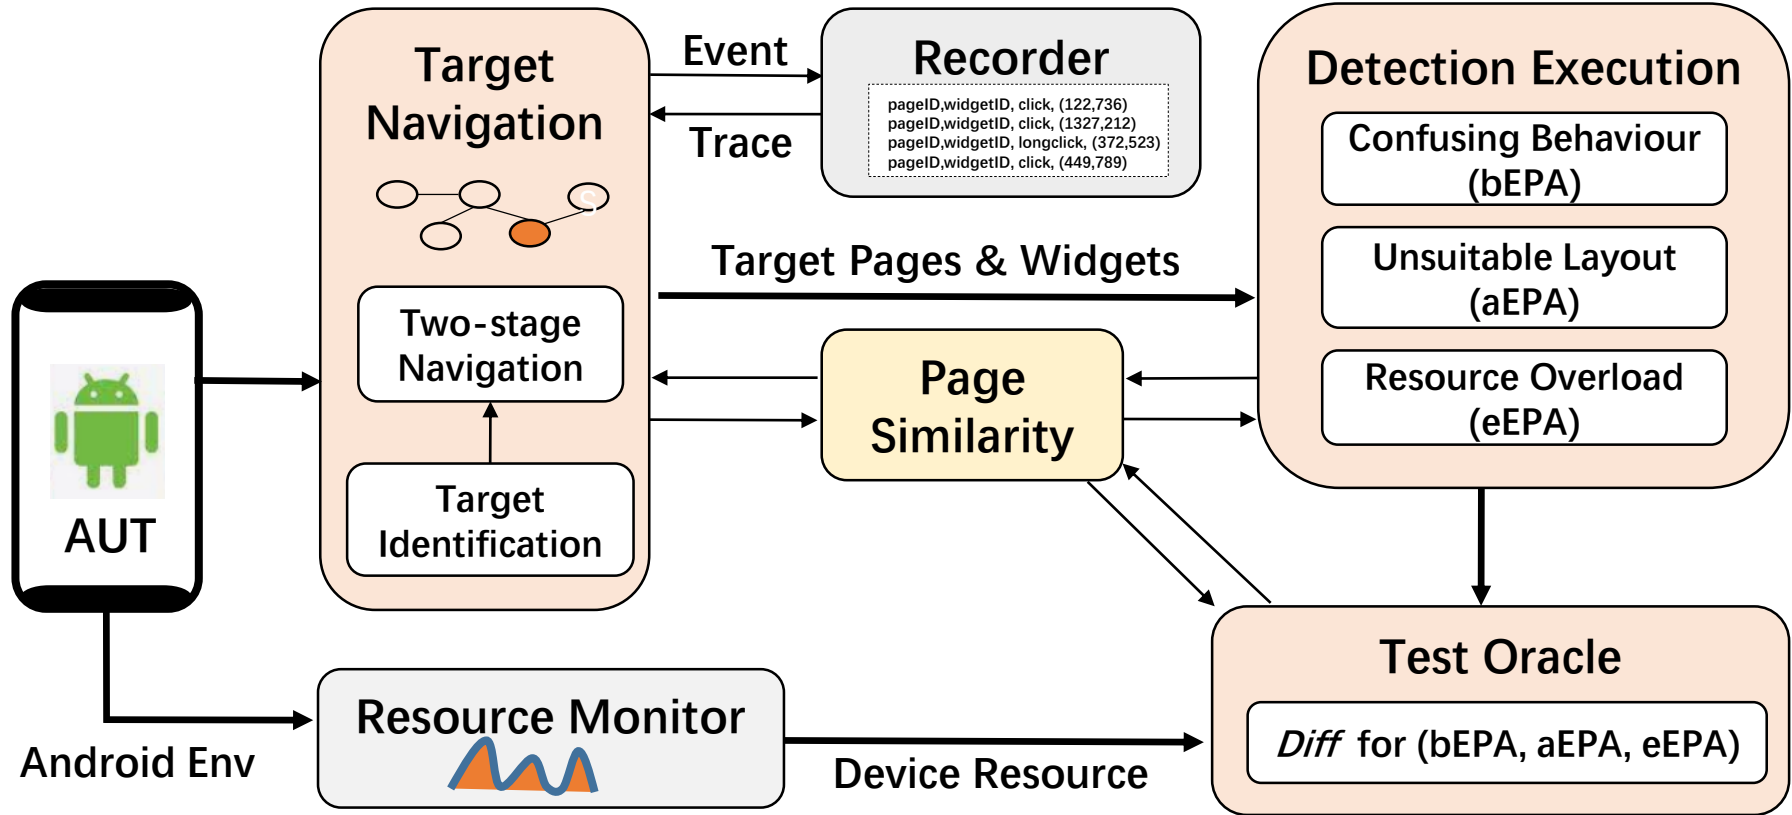 Target
Navigation
S
Two-stage
Navigation
Target
Identification
Event
Trace
Recorder
pageID,widgetID, click, (122,736)
pageID,widgetID, click, (1327,212)
pageID,widgetID, longclick, (372,523)
pageID,widgetID, click, (449,789)
Target Pages & Widgets
Page
Similarity
Detection Execution
Confusing Behaviour
(bEPA)
Unsuitable Layout
(aEPA)
Resource Overload
(eEPA)
AUT
Android Env
Resource Monitor
Device Resource
Test Oracle
Diff for (bEPA, aEPA, eEPA)